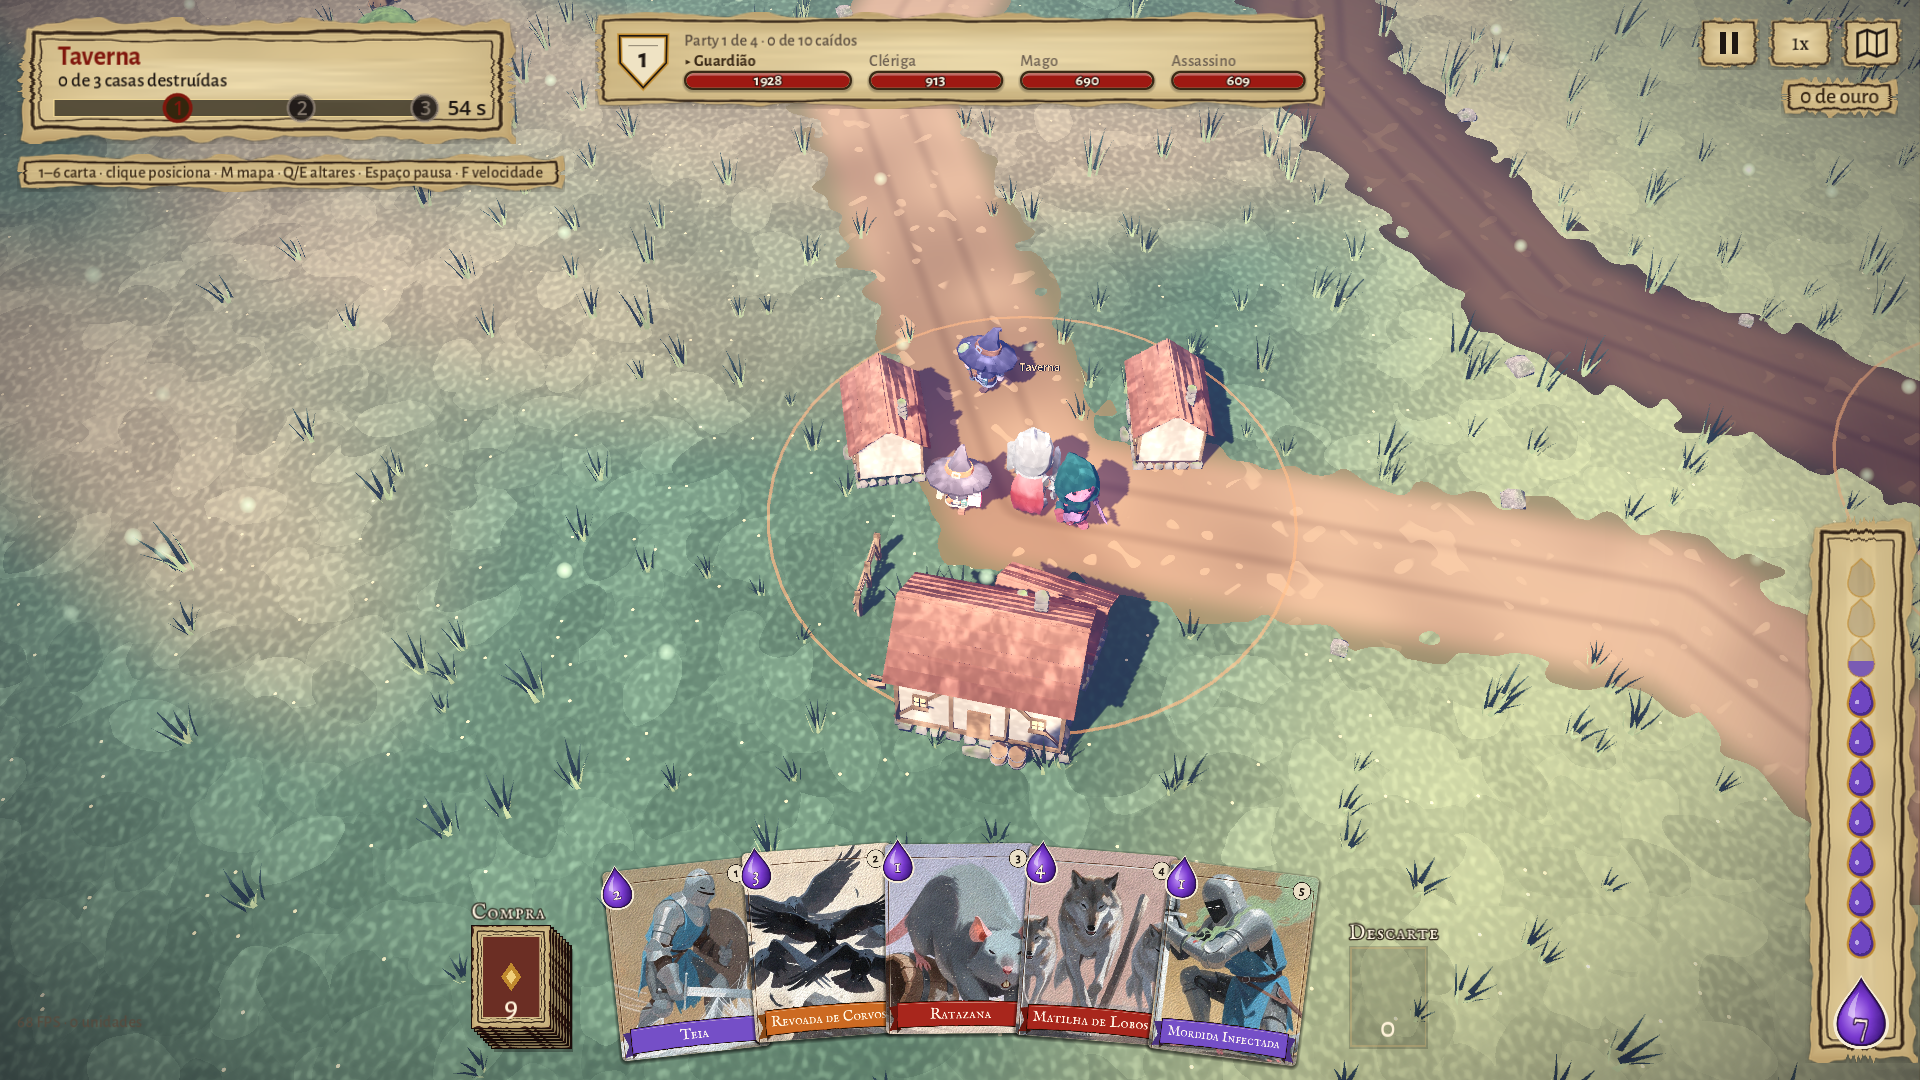 Taverna
0 de 3 casas destruídas
1 2 3 54 s
1–6 carta · clique posiciona · M mapa · Q/E altares · Espaço pausa · F velocidade
1
Party 1 de 4 · 0 de 10 caídos
▸ Guardião Clériga Mago Assassino
1928 913 690 609
1x
0 de ouro
Taverna
Compra
9
2 1
Teia
3 2
Revoada de Corvos
1 3
Ratazana
4 4
Matilha de Lobos
1 5
Mordida Infectada
Descarte
0
7